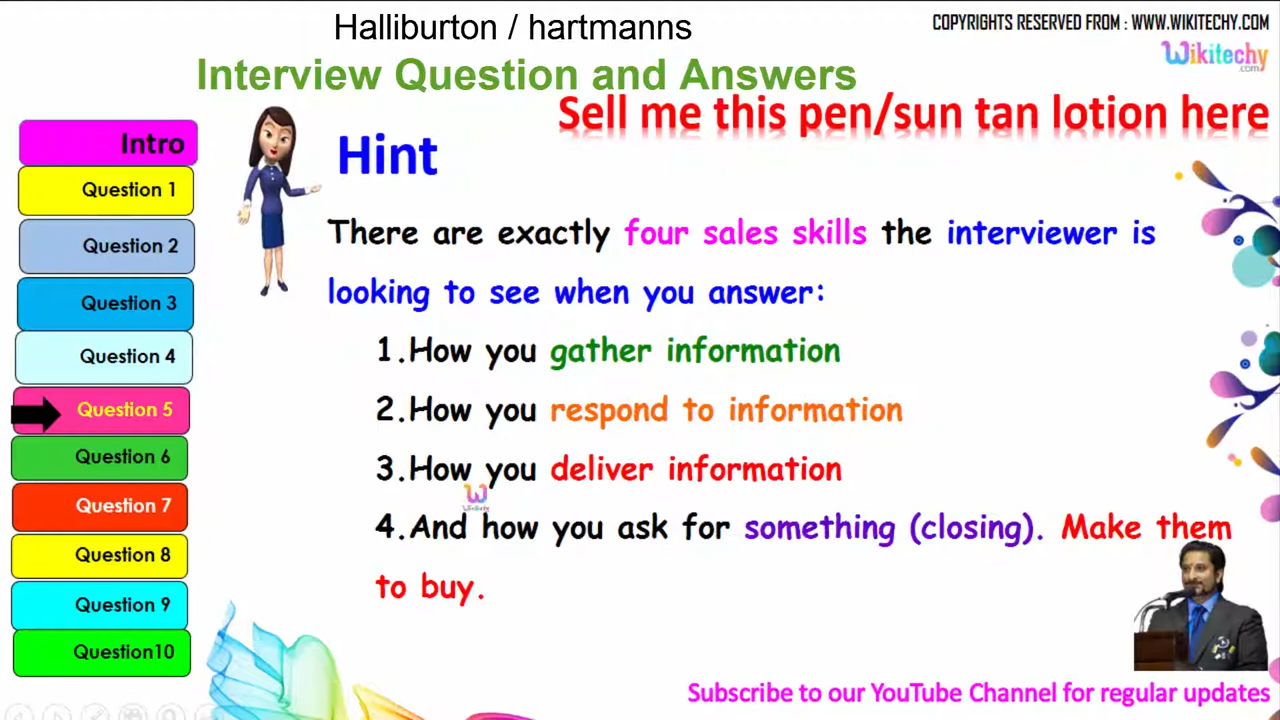 Halliburton / hartmanns
COPYRIGHTS RESERVED FROM : WWW.WIKITECHY.COM
Wikitechy
.com
Interview Question and Answers
Sell me this pen/sun tan lotion here
Intro
Question 1
Question 2
Question 3
Question 4
Question 5
Question 6
Question 7
Question 8
Question 9
Question10
Hint
There are exactly four sales skills the interviewer is
looking to see when you answer:
1.How you gather information
2.How you respond to information
3.How you deliver information
Wikitechy
4.And how you ask for something (closing). Make them
to buy.
Subscribe to our YouTube Channel for regular updates